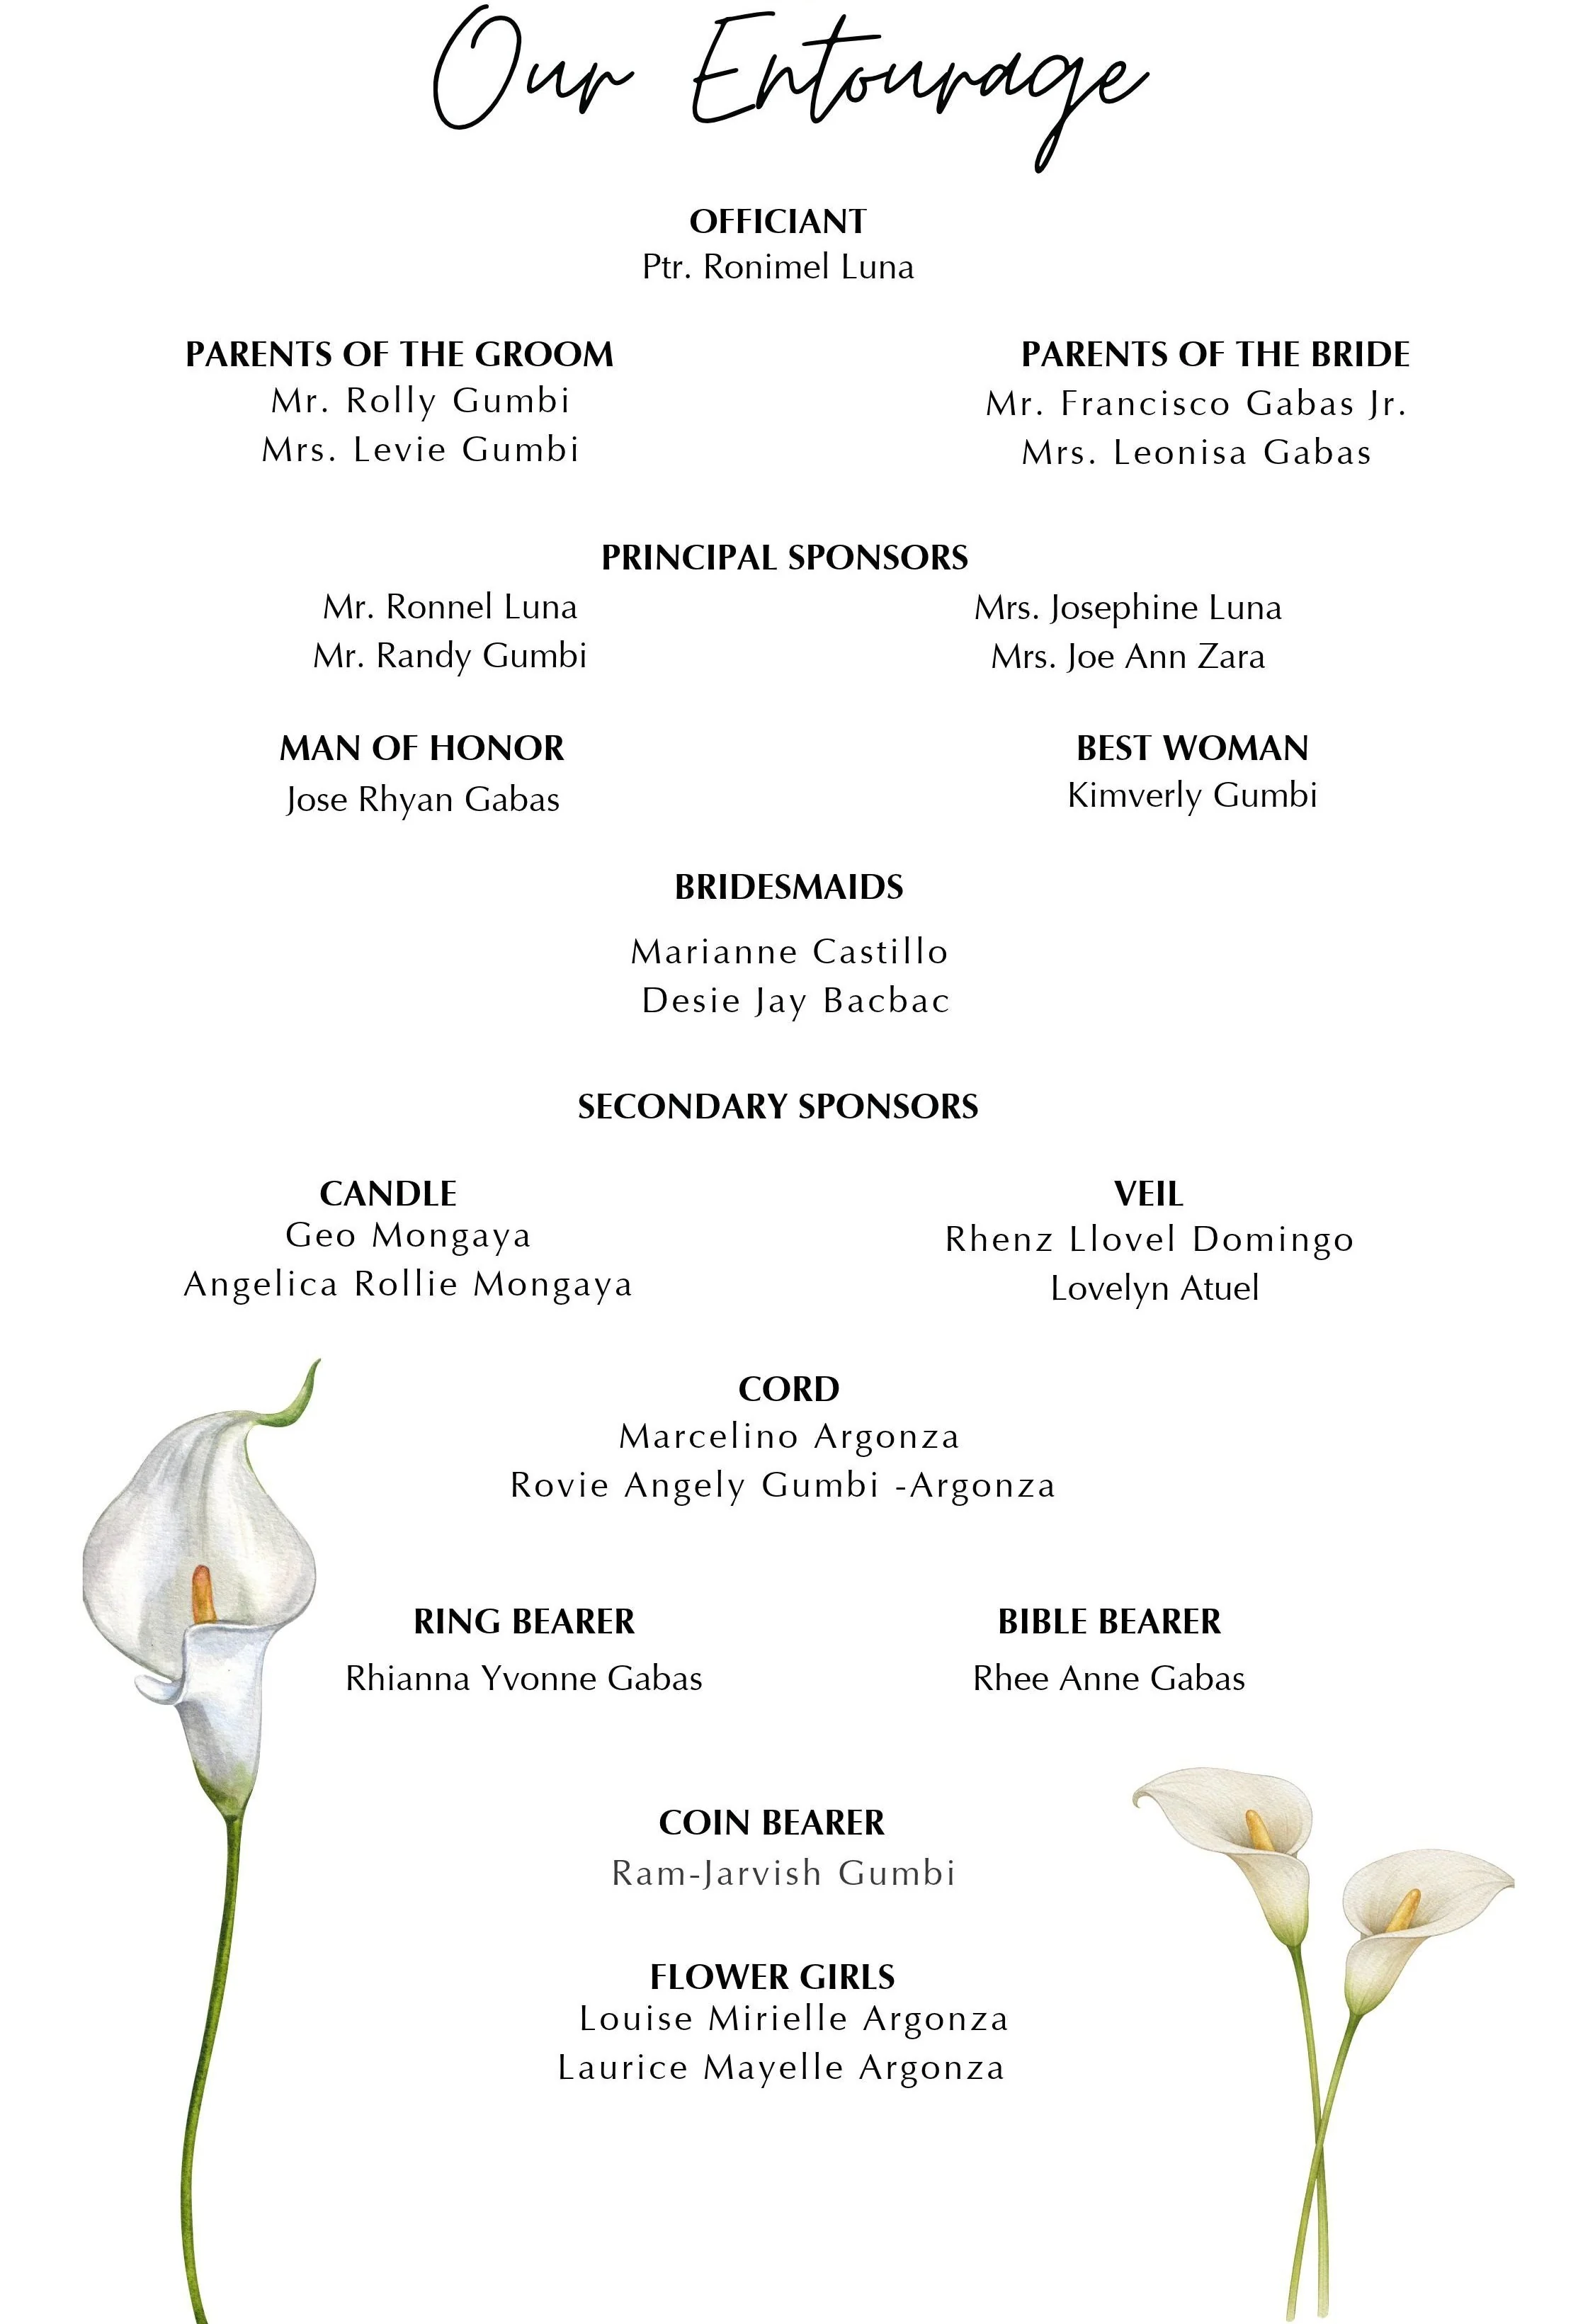 Our Entourage
OFFICIANT
Ptr. Ronimel Luna
PARENTS OF THE GROOM
Mr. Rolly Gumbi
Mrs. Levie Gumbi
PARENTS OF THE BRIDE
Mr. Francisco Gabas Jr.
Mrs. Leonisa Gabas
PRINCIPAL SPONSORS
Mr. Ronnel Luna
Mr. Randy Gumbi
Mrs. Josephine Luna
Mrs. Joe Ann Zara
MAN OF HONOR
Jose Rhyan Gabas
BEST WOMAN
Kimverly Gumbi
BRIDESMAIDS
Marianne Castillo
Desie Jay Bacbac
SECONDARY SPONSORS
CANDLE
Geo Mongaya
Angelica Rollie Mongaya
VEIL
Rhenz Llovel Domingo
Lovelyn Atuel
CORD
Marcelino Argonza
Rovie Angely Gumbi -Argonza
RING BEARER
Rhianna Yvonne Gabas
BIBLE BEARER
Rhee Anne Gabas
COIN BEARER
Ram-Jarvish Gumbi
FLOWER GIRLS
Louise Mirielle Argonza
Laurice Mayelle Argonza